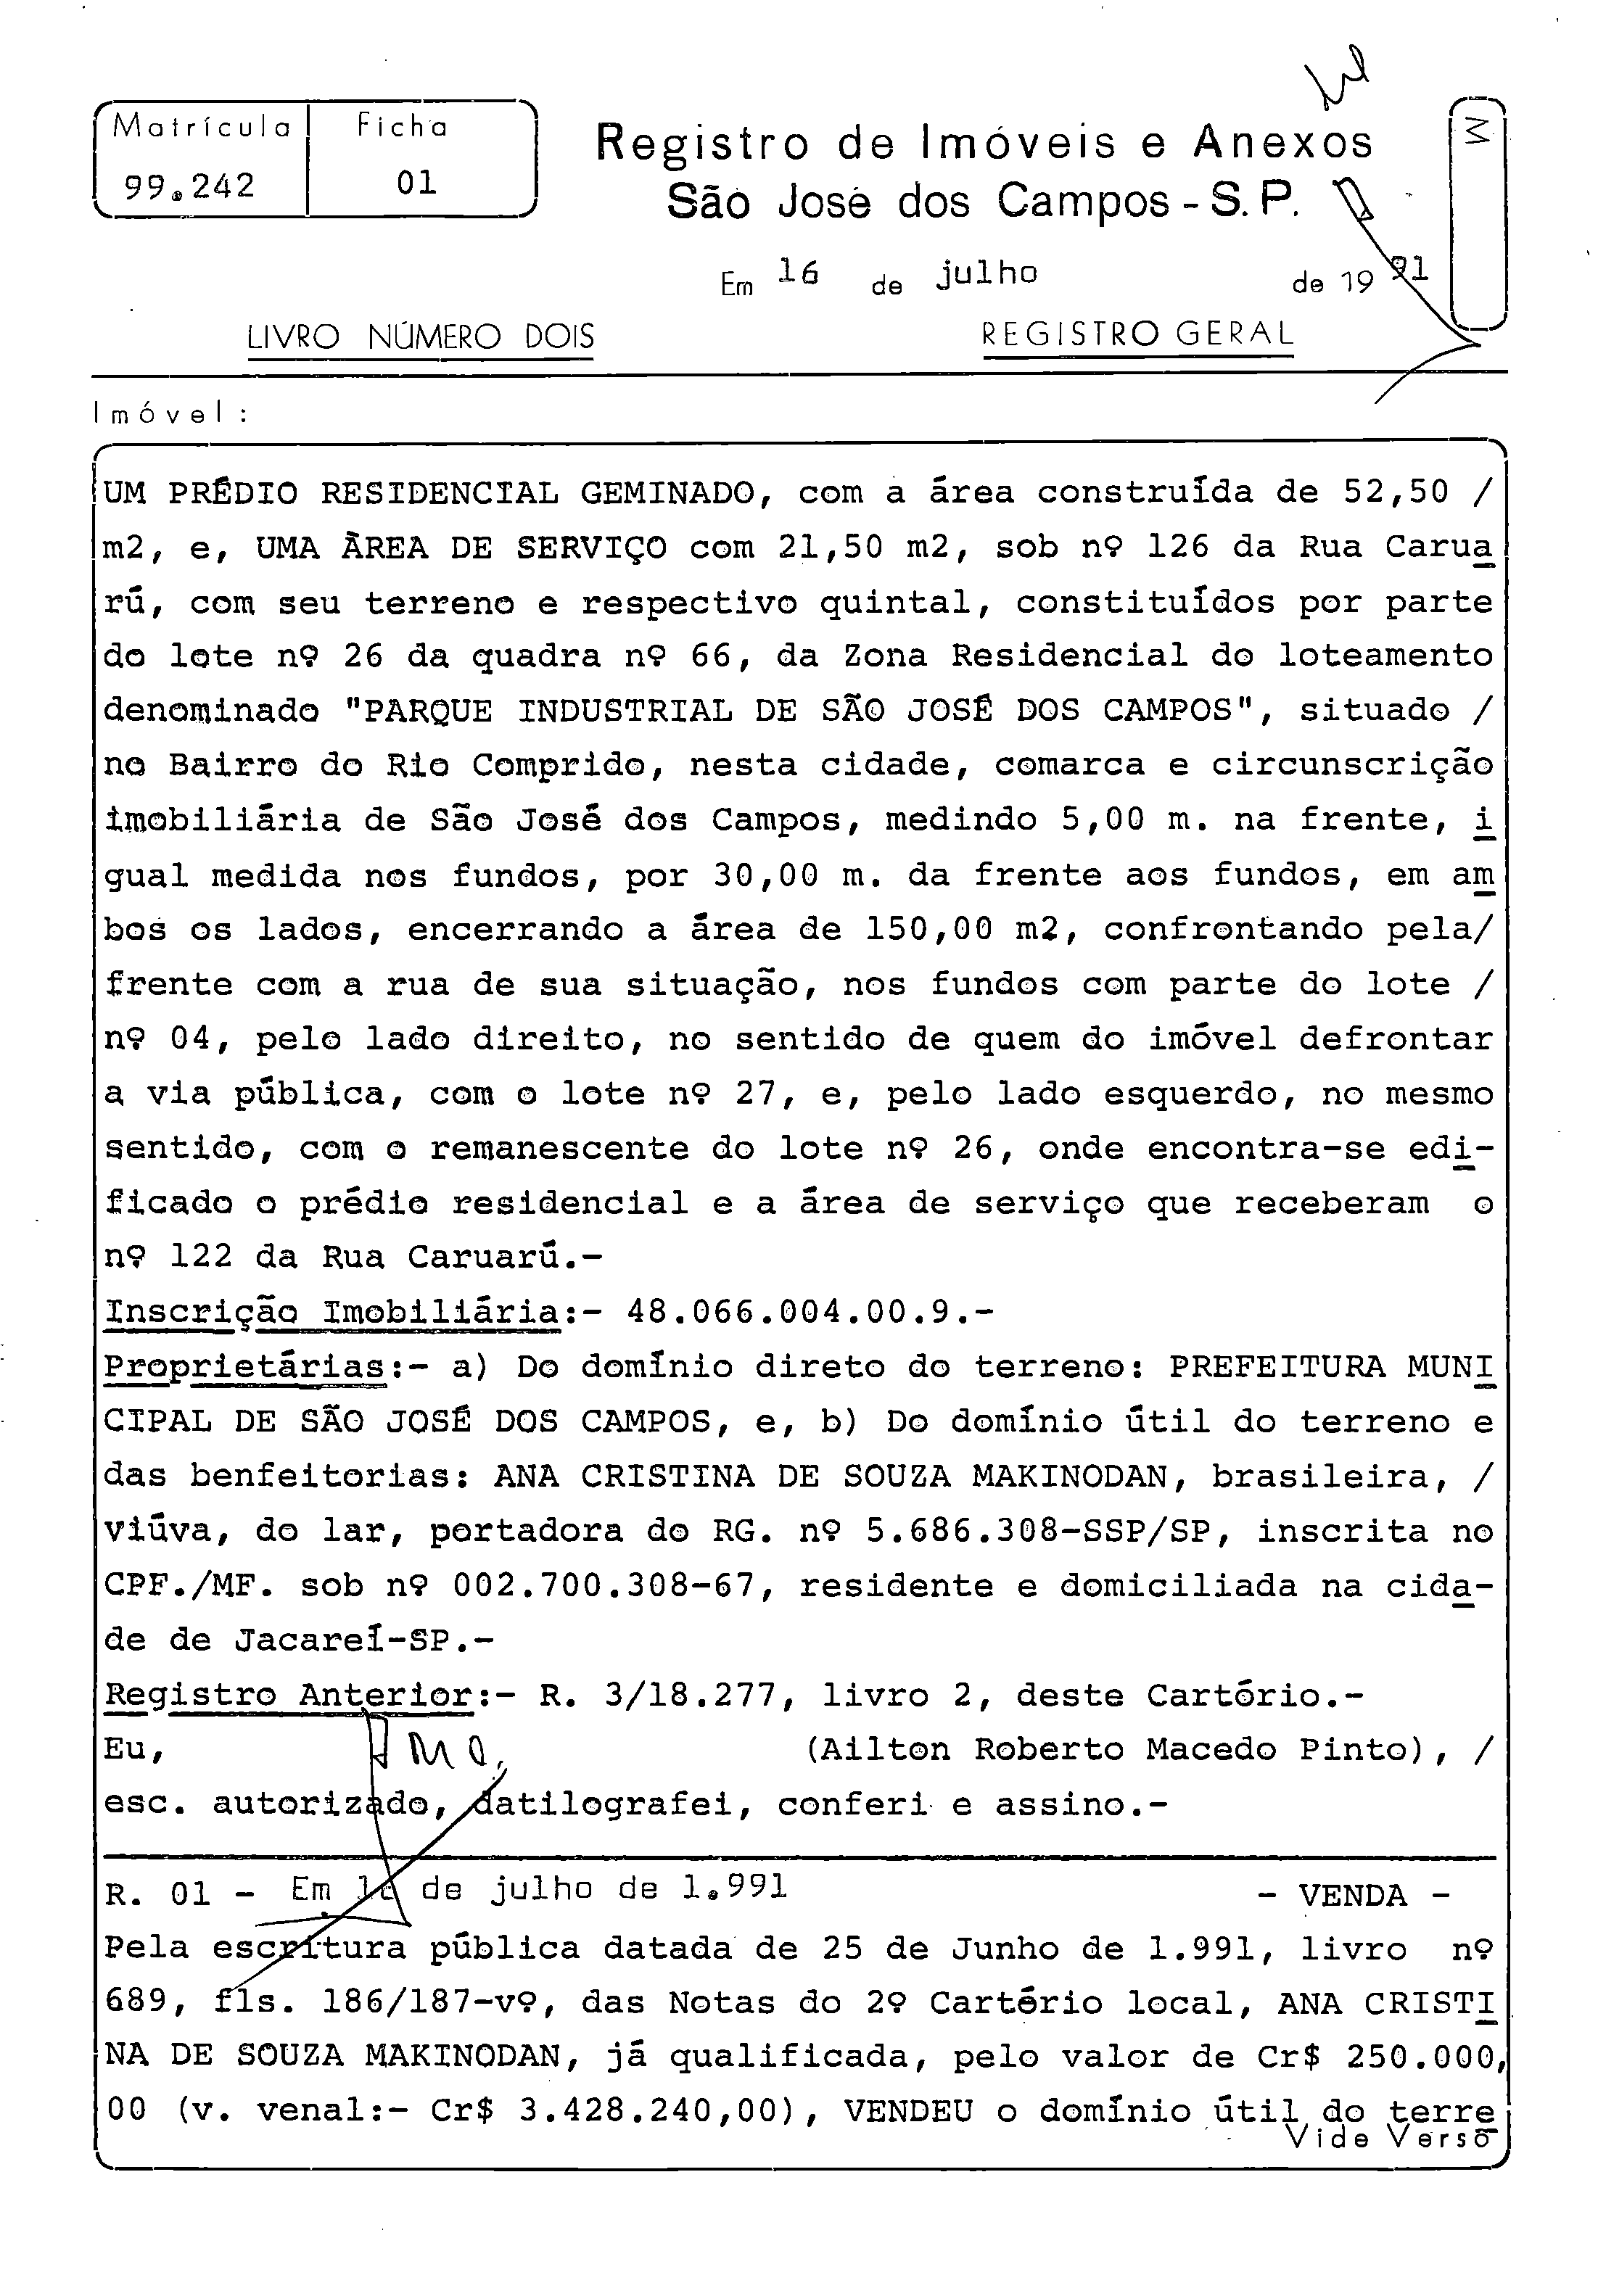 Matrícula Ficha
99.242 01
Registro de Imóveis e Anexos
São José dos Campos - S. P.
M
Em 16 de julho de 19 91
LIVRO NÚMERO DOIS REGISTRO GERAL
Imóvel:
UM PRÉDIO RESIDENCIAL GEMINADO, com a área construída de 52,50 /
m2, e, UMA ÁREA DE SERVIÇO com 21,50 m2, sob nº 126 da Rua Carua
rú, com seu terreno e respectivo quintal, constituídos por parte
do lote nº 26 da quadra nº 66, da Zona Residencial do loteamento
denominado "PARQUE INDUSTRIAL DE SÃO JOSÉ DOS CAMPOS", situado /
no Bairro do Rio Comprido, nesta cidade, comarca e circunscrição
imobiliária de São José dos Campos, medindo 5,00 m. na frente, i
gual medida nos fundos, por 30,00 m. da frente aos fundos, em am
bos os lados, encerrando a área de 150,00 m2, confrontando pela/
frente com a rua de sua situação, nos fundos com parte do lote /
nº 04, pelo lado direito, no sentido de quem do imóvel defrontar
a via pública, com o lote nº 27, e, pelo lado esquerdo, no mesmo
sentido, com o remanescente do lote nº 26, onde encontra-se edi-
ficado o prédio residencial e a área de serviço que receberam o
nº 122 da Rua Caruarú.-
Inscrição Imobiliária:- 48.066.004.00.9.-
Proprietárias:- a) Do domínio direto do terreno: PREFEITURA MUNI
CIPAL DE SÃO JOSÉ DOS CAMPOS, e, b) Do domínio útil do terreno e
das benfeitorias: ANA CRISTINA DE SOUZA MAKINODAN, brasileira, /
viúva, do lar, portadora do RG. nº 5.686.308-SSP/SP, inscrita no
CPF./MF. sob nº 002.700.308-67, residente e domiciliada na cida-
de de Jacareí-SP.-
Registro Anterior:- R. 3/18.277, livro 2, deste Cartório.-
Eu, (Ailton Roberto Macedo Pinto), /
esc. autorizado, datilografei, conferi e assino.-
R. 01 - Em 16 de julho de 1.991 - VENDA -
Pela escritura pública datada de 25 de Junho de 1.991, livro nº
689, fls. 186/187-vº, das Notas do 2º Cartório local, ANA CRISTI
NA DE SOUZA MAKINODAN, já qualificada, pelo valor de Cr$ 250.000,
00 (v. venal:- Cr$ 3.428.240,00), VENDEU o domínio útil do terre
Vide Verso